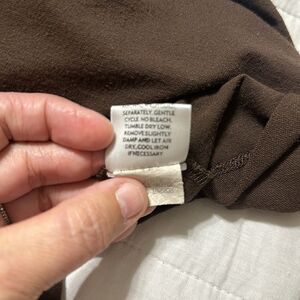 SEPARATELY, GENTLE
CYCLE NO BLEACH.
TUMBLE DRY LOW.
REMOVE SLIGHTLY
DAMP AND LET AIR
DRY, COOL IRON
IF NECESSARY